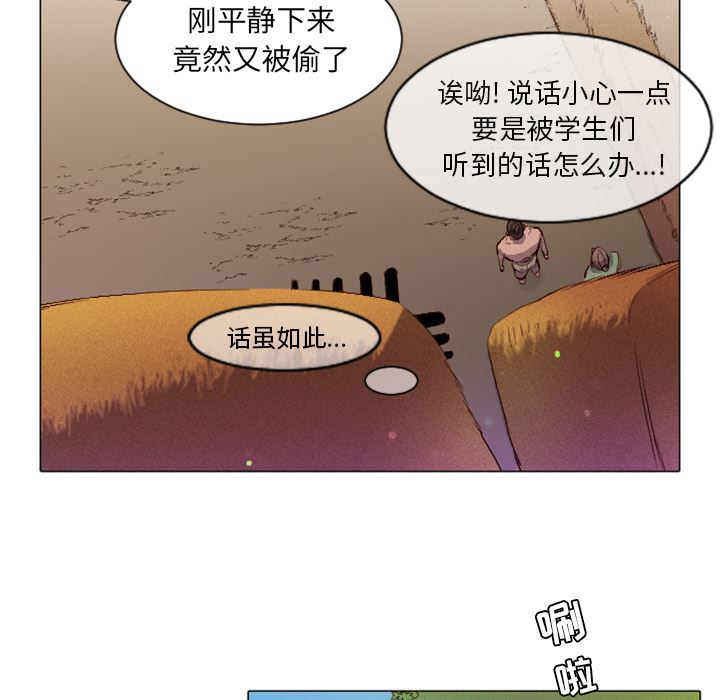 刚平静下来
竟然又被偷了
诶呦! 说话小心一点
要是被学生们
听到的话怎么办...!
话虽如此...
唰
啦